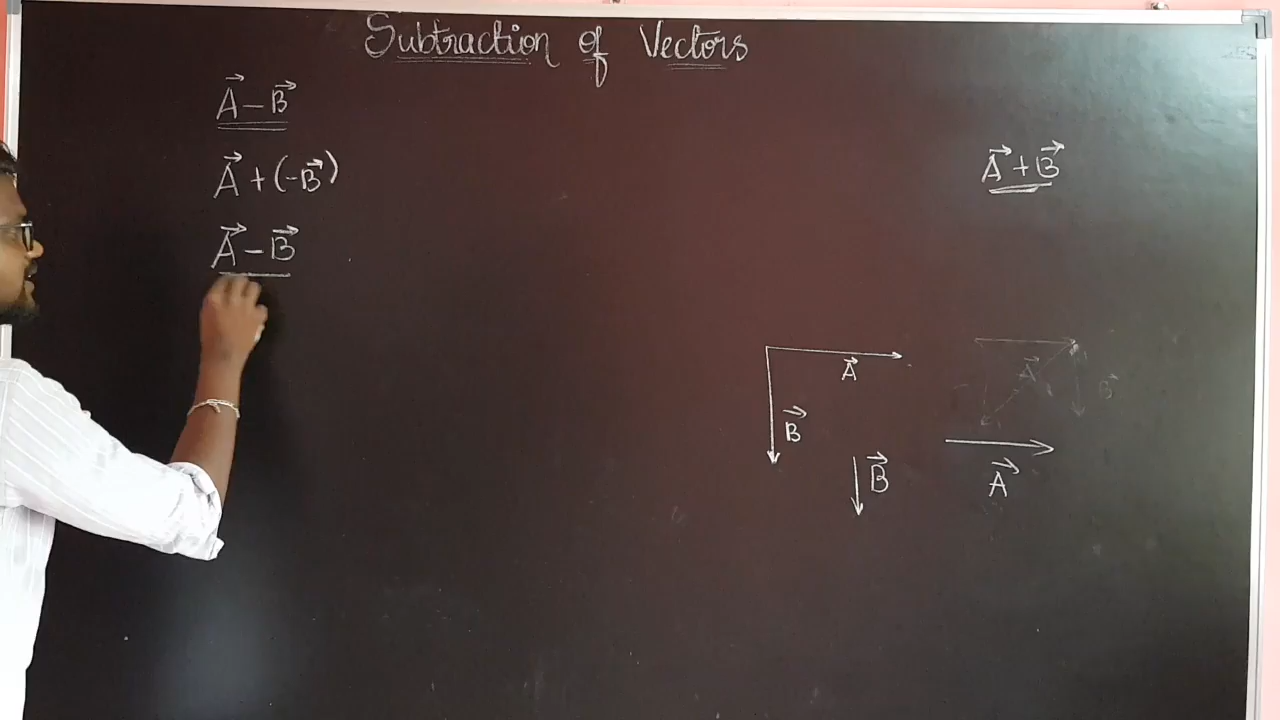 Subtraction of Vectors
A⃗ – B⃗
A⃗ + (-B⃗)
A⃗ – B⃗
A⃗ + B⃗
A⃗
B⃗
B⃗
A⃗
A⃗
B⃗